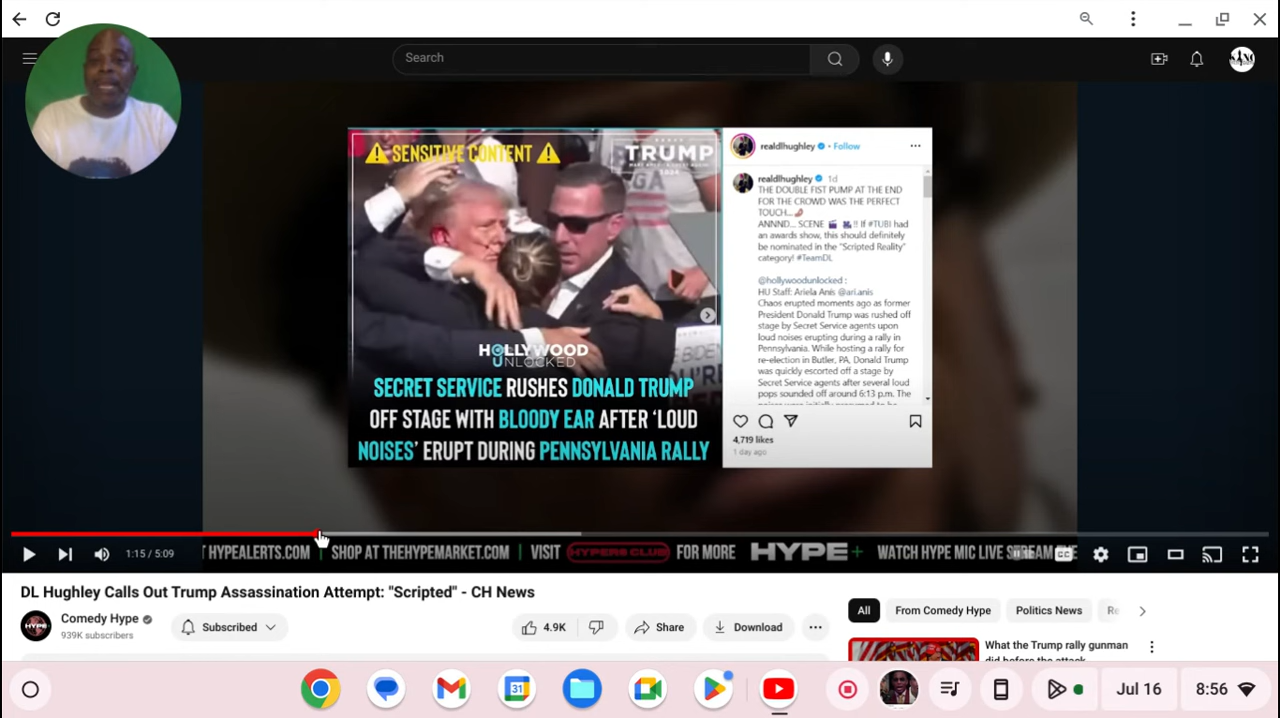 Search
⚠ SENSITIVE CONTENT ⚠
TRUMP
2024
HOLLYWOOD
UNLOCKED
SECRET SERVICE RUSHES DONALD TRUMP
OFF STAGE WITH BLOODY EAR AFTER ‘LOUD
NOISES’ ERUPT DURING PENNSYLVANIA RALLY
realdlhughley • Follow
realdlhughley 1d
THE DOUBLE FIST PUMP AT THE END
FOR THE CROWD WAS THE PERFECT
TOUCH...
ANNND... SCENE 🎬 🎥 !! If #TUBI had
an awards show, this should definitely
be nominated in the "Scripted Reality"
category! #TeamDL
@hollywoodunlocked :
HU Staff: Ariela Anis @ari.anis
Chaos erupted moments ago as former
President Donald Trump was rushed off
stage by Secret Service agents upon
loud noises erupting during a rally in
Pennsylvania. While hosting a rally for
re-election in Butler, PA, Donald Trump
was quickly escorted off a stage by
Secret Service agents after several loud
pops sounded off around 6:13 p.m. The
4,719 likes
1 day ago
1:15 / 5:09
HYPEALERTS.COM | SHOP AT THEHYPEMARKET.COM | VISIT HYPERS CLUB FOR MORE HYPE+ WATCH HYPE MIC LIVE STREAM
DL Hughley Calls Out Trump Assassination Attempt: "Scripted" - CH News
Comedy Hype
939K subscribers
Subscribed
4.9K
Share
Download
All
From Comedy Hype
Politics News
Re
What the Trump rally gunman
did before the attack
31
Jul 16
8:56